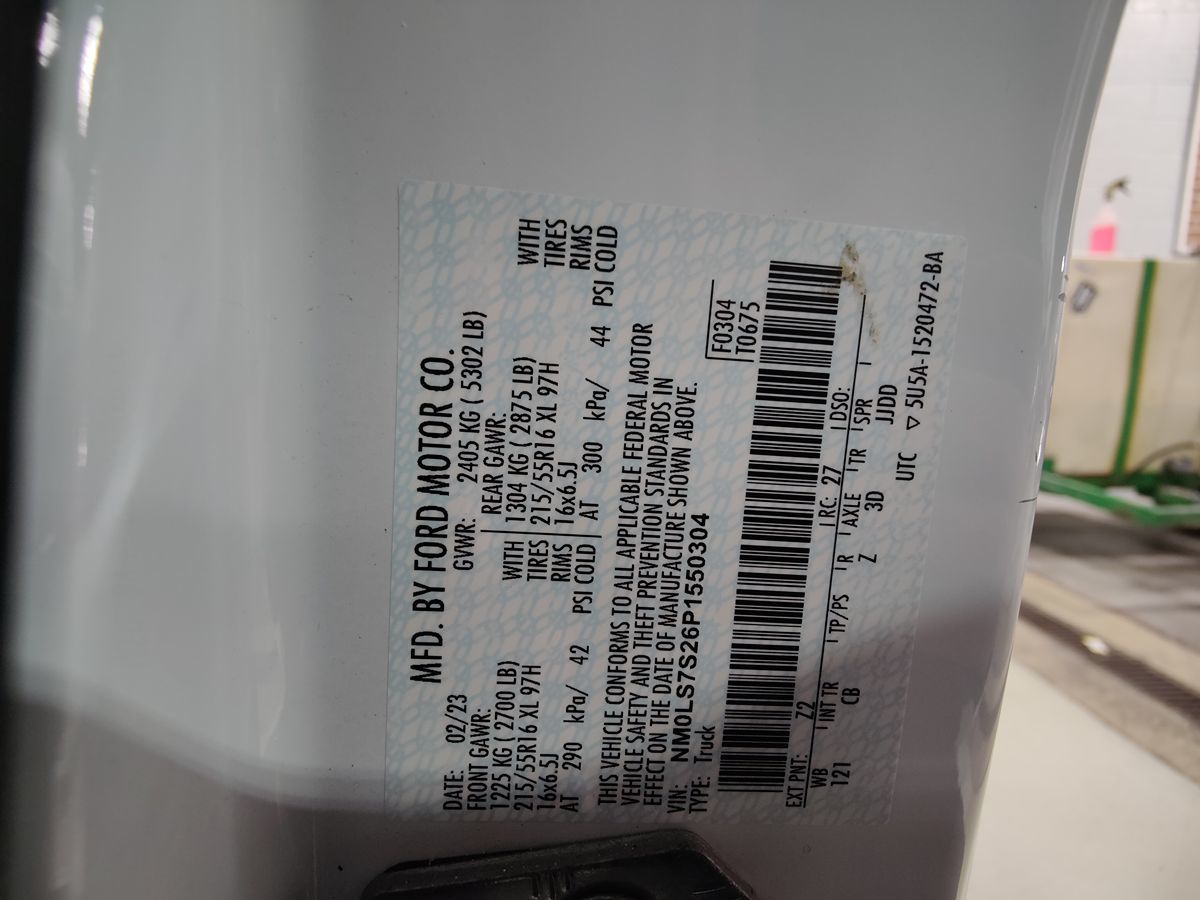 MFD. BY FORD MOTOR CO.
DATE: 02/23 GVWR: 2405 KG ( 5302 LB)
FRONT GAWR: REAR GAWR:
1225 KG ( 2700 LB) WITH 1304 KG ( 2875 LB) WITH
215/55R16 XL 97H TIRES 215/55R16 XL 97H TIRES
16x6.5J RIMS 16x6.5J RIMS
AT 290 kPa/ 42 PSI COLD AT 300 kPa/ 44 PSI COLD
THIS VEHICLE CONFORMS TO ALL APPLICABLE FEDERAL MOTOR
VEHICLE SAFETY AND THEFT PREVENTION STANDARDS IN
EFFECT ON THE DATE OF MANUFACTURE SHOWN ABOVE.
VIN: NM0LS7S26P1550304
TYPE: Truck
F0304
T0675
EXT PNT: Z2 RC: 27 DSO:
WB INT TR TP/PS R AXLE TR SPR
121 CB Z 3D JJDD
UTC ▽ 5U5A-1520472-BA